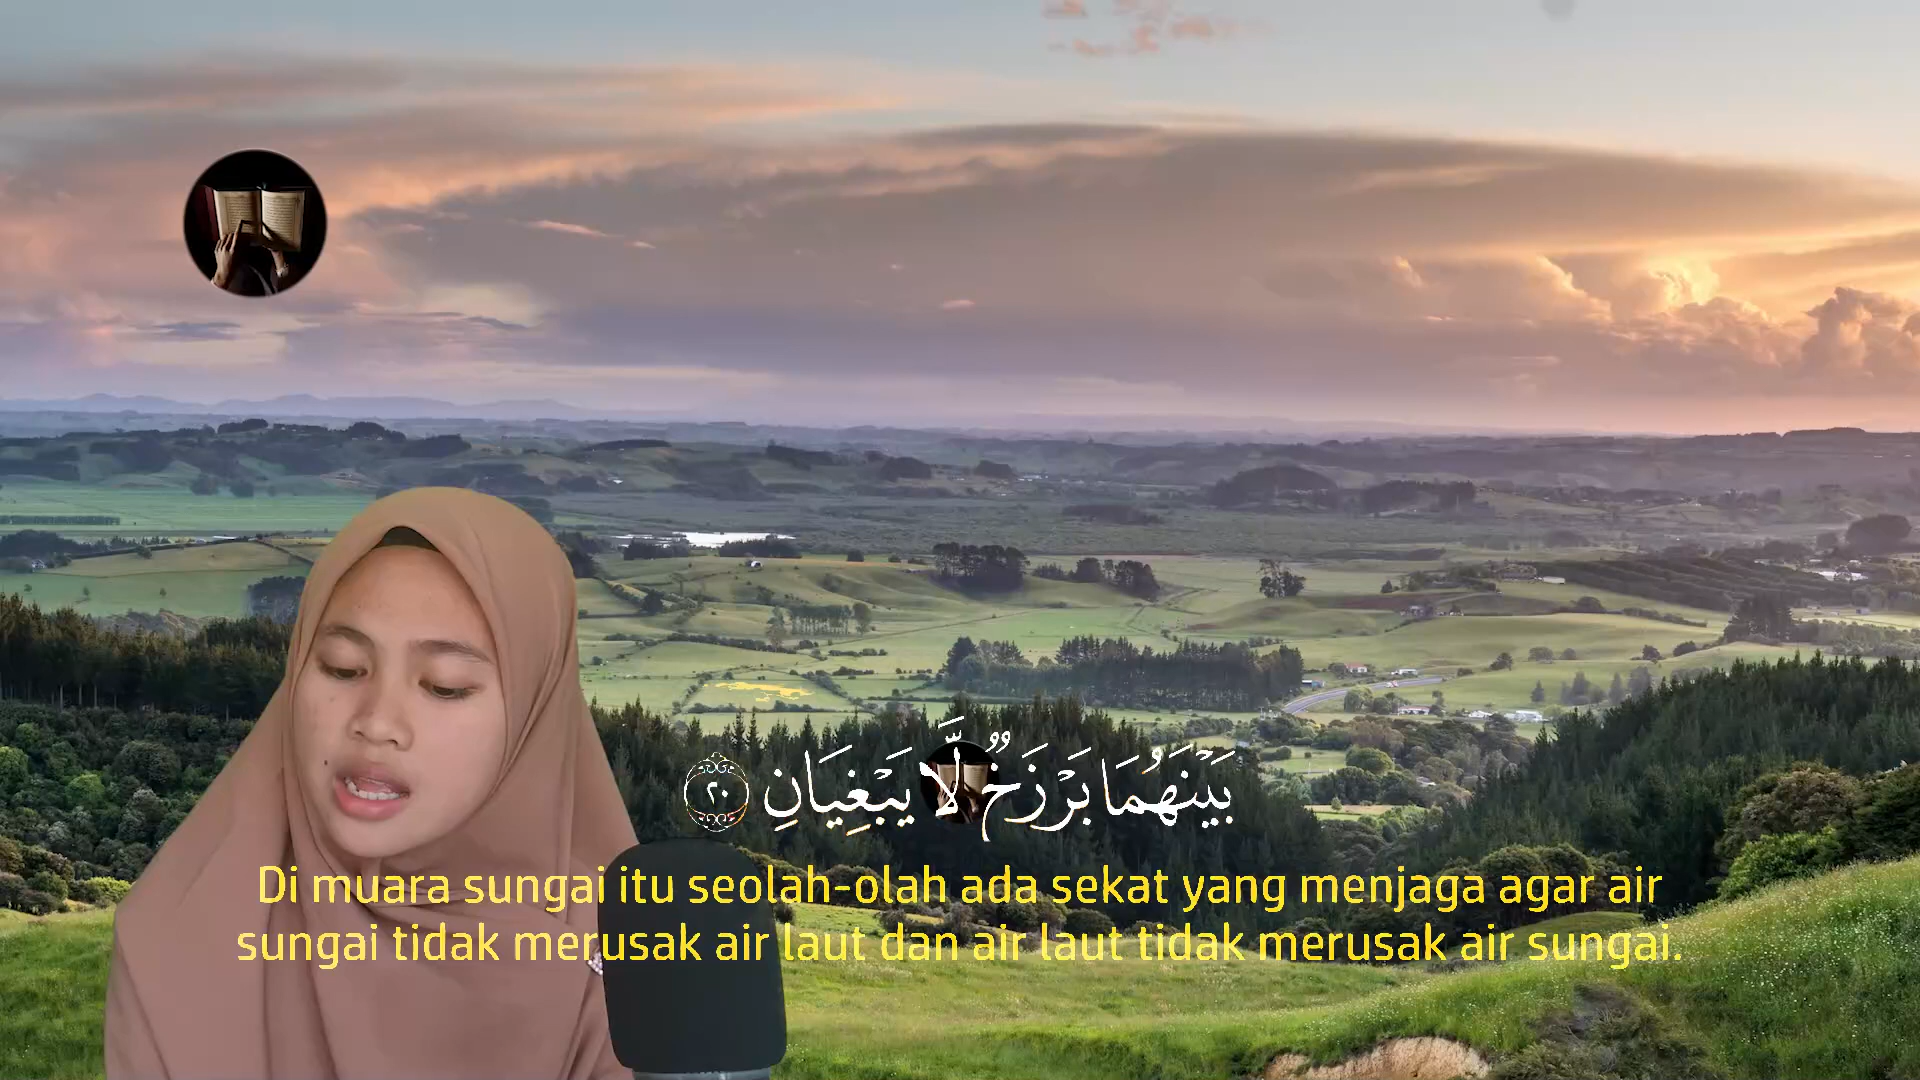 بَيْنَهُمَا بَرْزَخٌ لَّا يَبْغِيَانِ ٢٠
Di muara sungai itu seolah-olah ada sekat yang menjaga agar air
sungai tidak merusak air laut dan air laut tidak merusak air sungai.